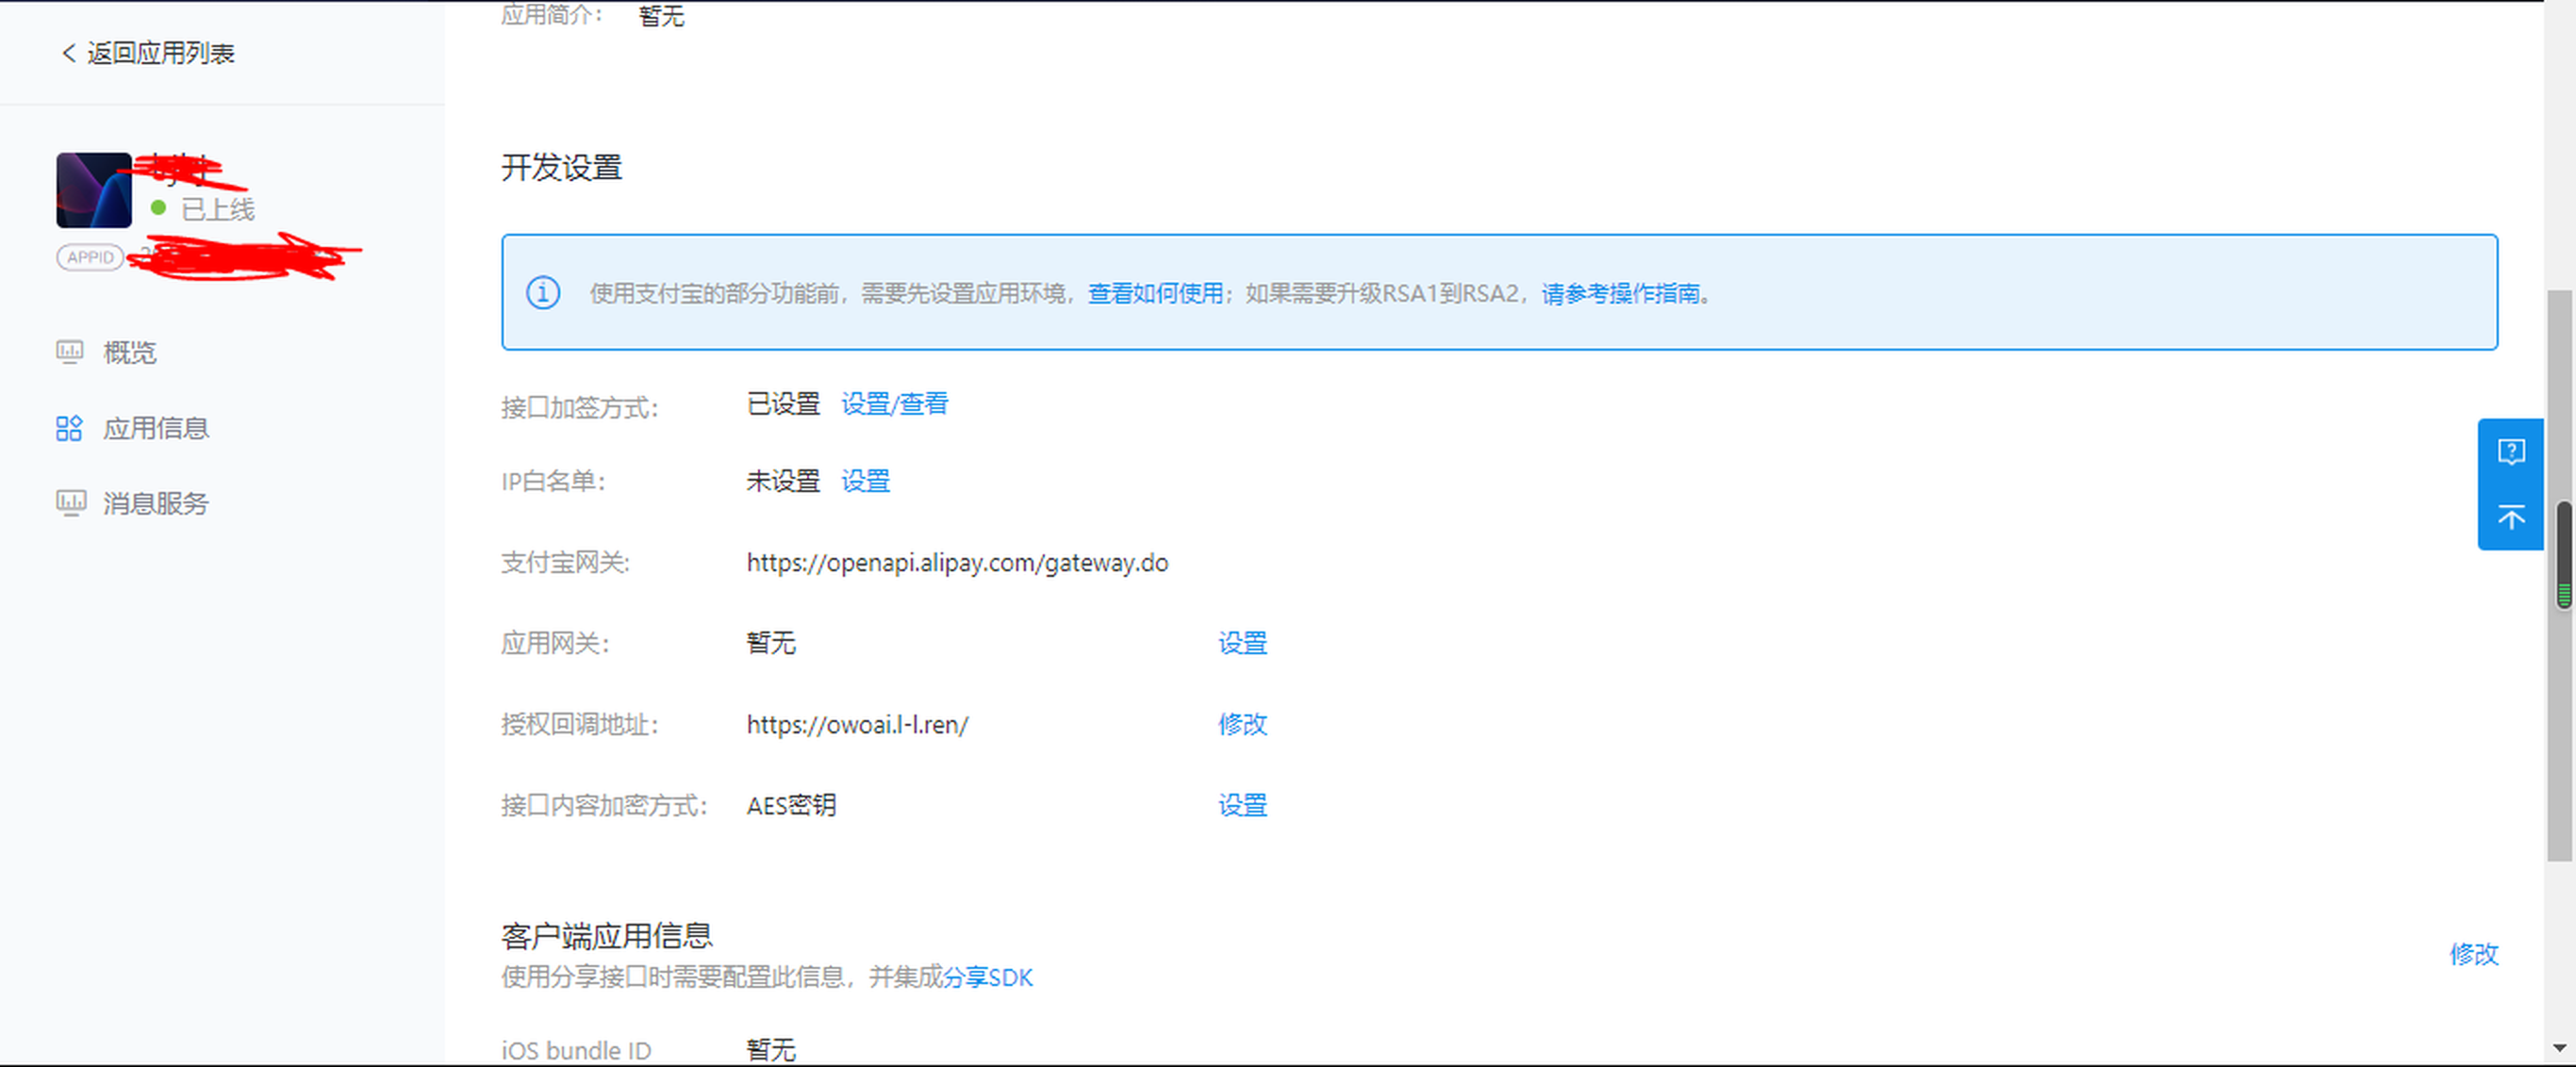 应用简介： 暂无
返回应用列表
已上线
APPID
概览
应用信息
消息服务
开发设置
使用支付宝的部分功能前，需要先设置应用环境，查看如何使用；如果需要升级RSA1到RSA2，请参考操作指南。
接口加签方式： 已设置 设置/查看
IP白名单： 未设置 设置
支付宝网关: https://openapi.alipay.com/gateway.do
应用网关： 暂无 设置
授权回调地址： https://owoai.l-l.ren/ 修改
接口内容加密方式： AES密钥 设置
客户端应用信息
修改
使用分享接口时需要配置此信息，并集成分享SDK
iOS bundle ID 暂无